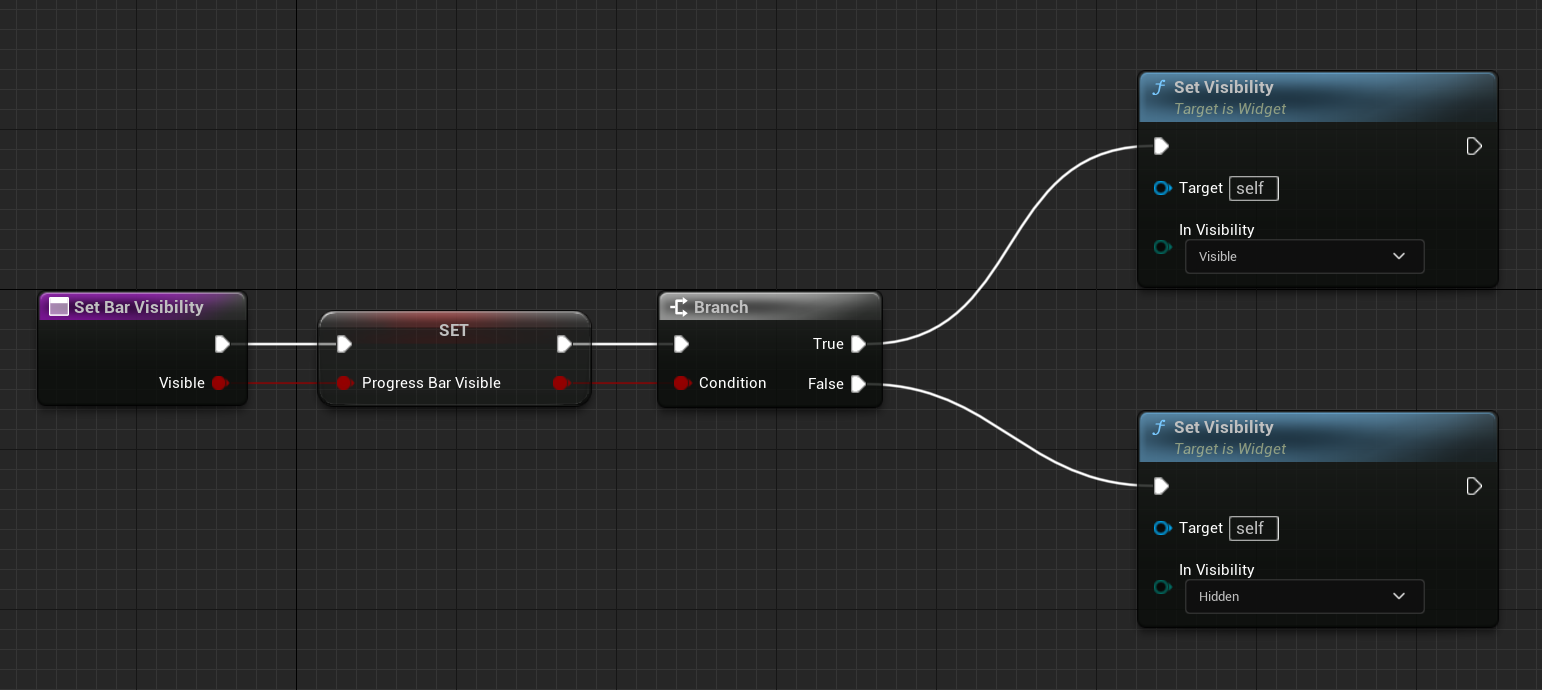 Set Visibility
Target is Widget
Target self
In Visibility
Visible
Set Bar Visibility
Visible
SET
Progress Bar Visible
Branch
True
Condition
False
Set Visibility
Target is Widget
Target self
In Visibility
Hidden